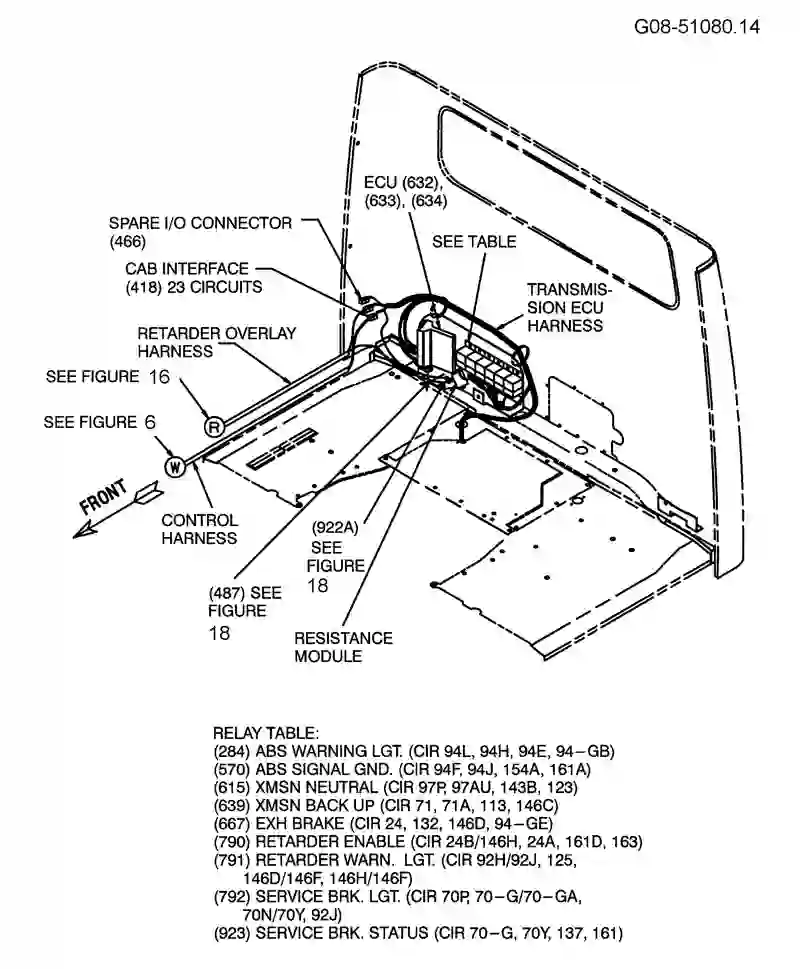 G08-51080.14
ECU (632),
(633), (634)
SPARE I/O CONNECTOR
(466)
SEE TABLE
CAB INTERFACE
(418) 23 CIRCUITS
TRANSMIS-
SION ECU
HARNESS
RETARDER OVERLAY
HARNESS
SEE FIGURE 16
R
SEE FIGURE 6
W
FRONT
CONTROL
HARNESS
(922A)
SEE
FIGURE
18
(487) SEE
FIGURE
18
RESISTANCE
MODULE
RELAY TABLE:
(284) ABS WARNING LGT. (CIR 94L, 94H, 94E, 94-GB)
(570) ABS SIGNAL GND. (CIR 94F, 94J, 154A, 161A)
(615) XMSN NEUTRAL (CIR 97P, 97AU, 143B, 123)
(639) XMSN BACK UP (CIR 71, 71A, 113, 146C)
(667) EXH BRAKE (CIR 24, 132, 146D, 94-GE)
(790) RETARDER ENABLE (CIR 24B/146H, 24A, 161D, 163)
(791) RETARDER WARN. LGT. (CIR 92H/92J, 125,
146D/146F, 146H/146F)
(792) SERVICE BRK. LGT. (CIR 70P, 70-G/70-GA,
70N/70Y, 92J)
(923) SERVICE BRK. STATUS (CIR 70-G, 70Y, 137, 161)